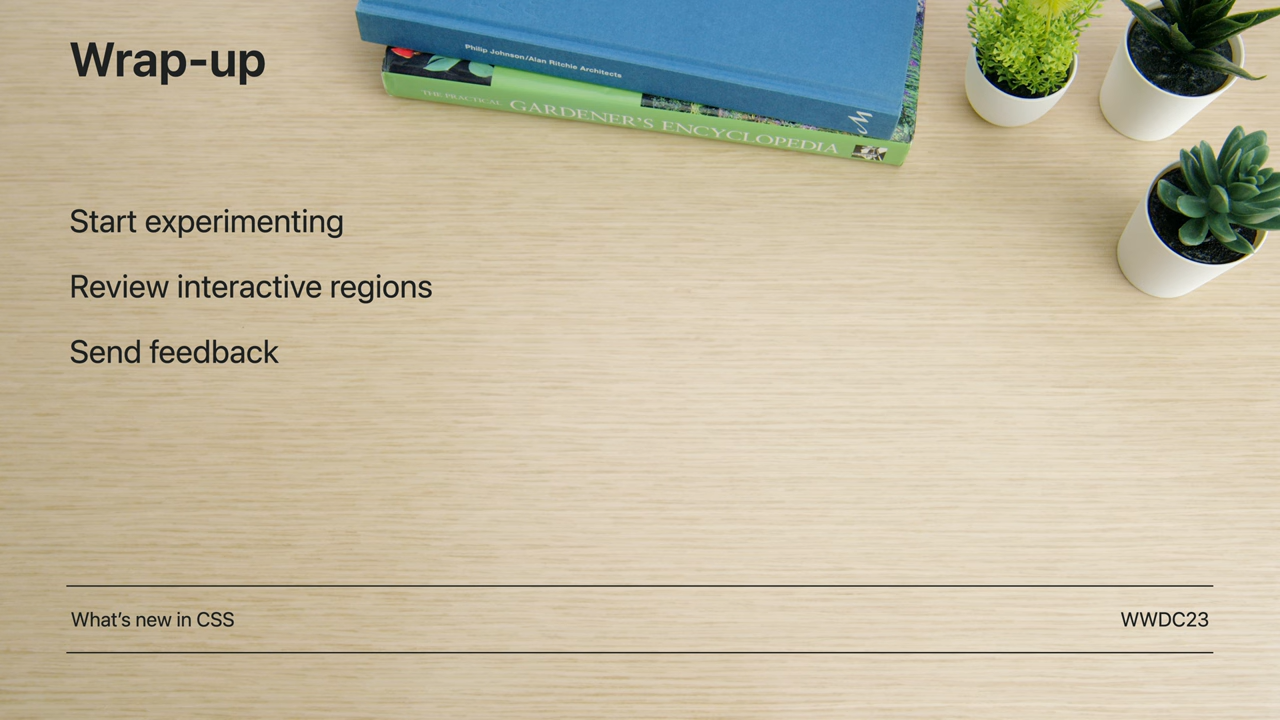 Wrap-up
Philip Johnson/Alan Ritchie Architects
THE PRACTICAL GARDENER'S ENCYCLOPEDIA
Start experimenting
Review interactive regions
Send feedback
What's new in CSS
WWDC23